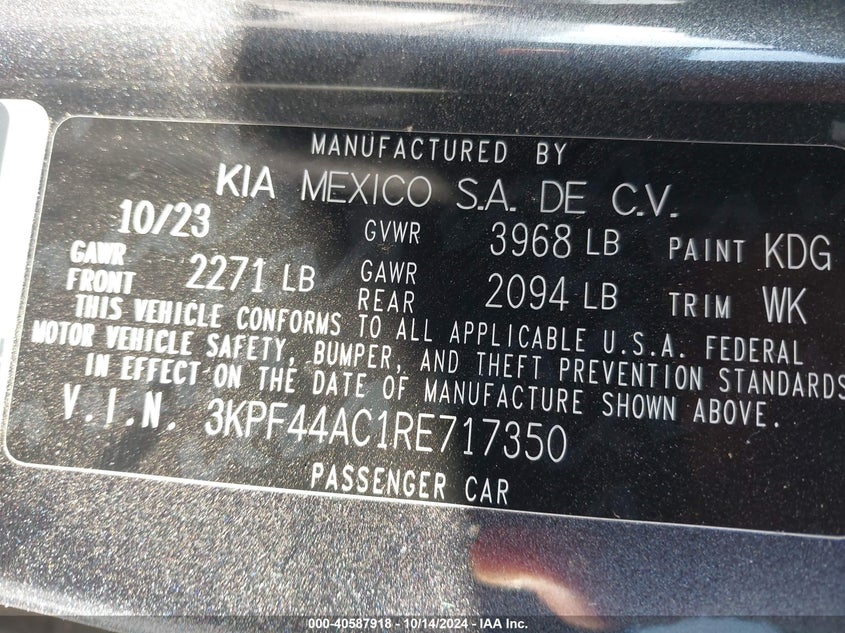 MANUFACTURED BY
KIA MEXICO S.A. DE C.V.
10/23 GVWR 3968 LB PAINT KDG
GAWR FRONT 2271 LB GAWR REAR 2094 LB TRIM WK
THIS VEHICLE CONFORMS TO ALL APPLICABLE U.S.A. FEDERAL
MOTOR VEHICLE SAFETY, BUMPER, AND THEFT PREVENTION STANDARDS
IN EFFECT ON THE DATE OF MANUFACTURE SHOWN ABOVE.
V.I.N. 3KPF44AC1RE717350
PASSENGER CAR
000-40587918 - 10/14/2024 - IAA Inc.